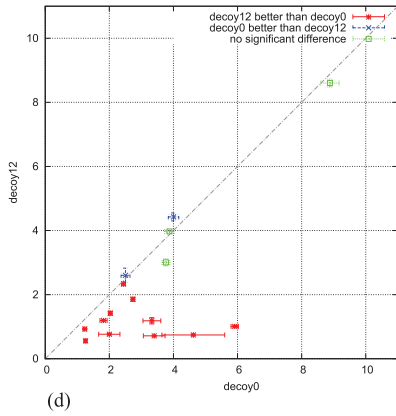 decoy12 better than decoy0
decoy0 better than decoy12
no significant difference
10
8
6
4
2
0
decoy12
0 2 4 6 8 10
decoy0
(d)